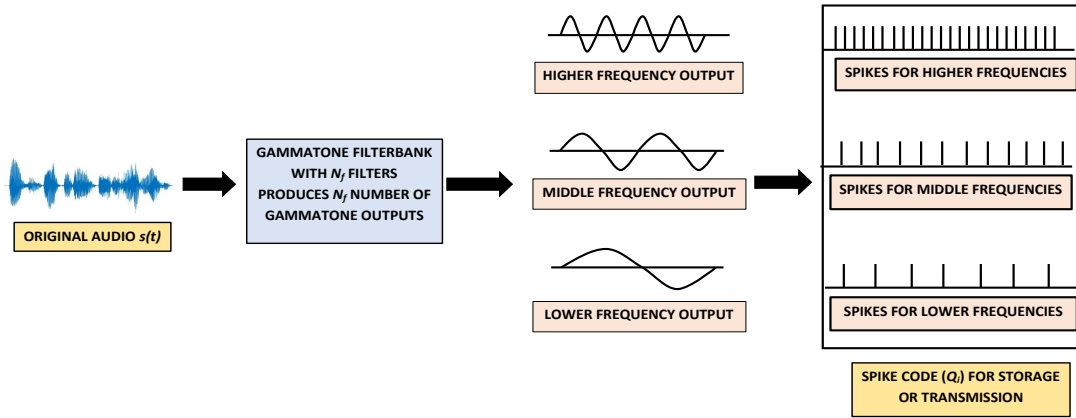 ORIGINAL AUDIO s(t)
GAMMATONE FILTERBANK
WITH Nf FILTERS
PRODUCES Nf NUMBER OF
GAMMATONE OUTPUTS
HIGHER FREQUENCY OUTPUT
MIDDLE FREQUENCY OUTPUT
LOWER FREQUENCY OUTPUT
SPIKES FOR HIGHER FREQUENCIES
SPIKES FOR MIDDLE FREQUENCIES
SPIKES FOR LOWER FREQUENCIES
SPIKE CODE (Qi) FOR STORAGE
OR TRANSMISSION